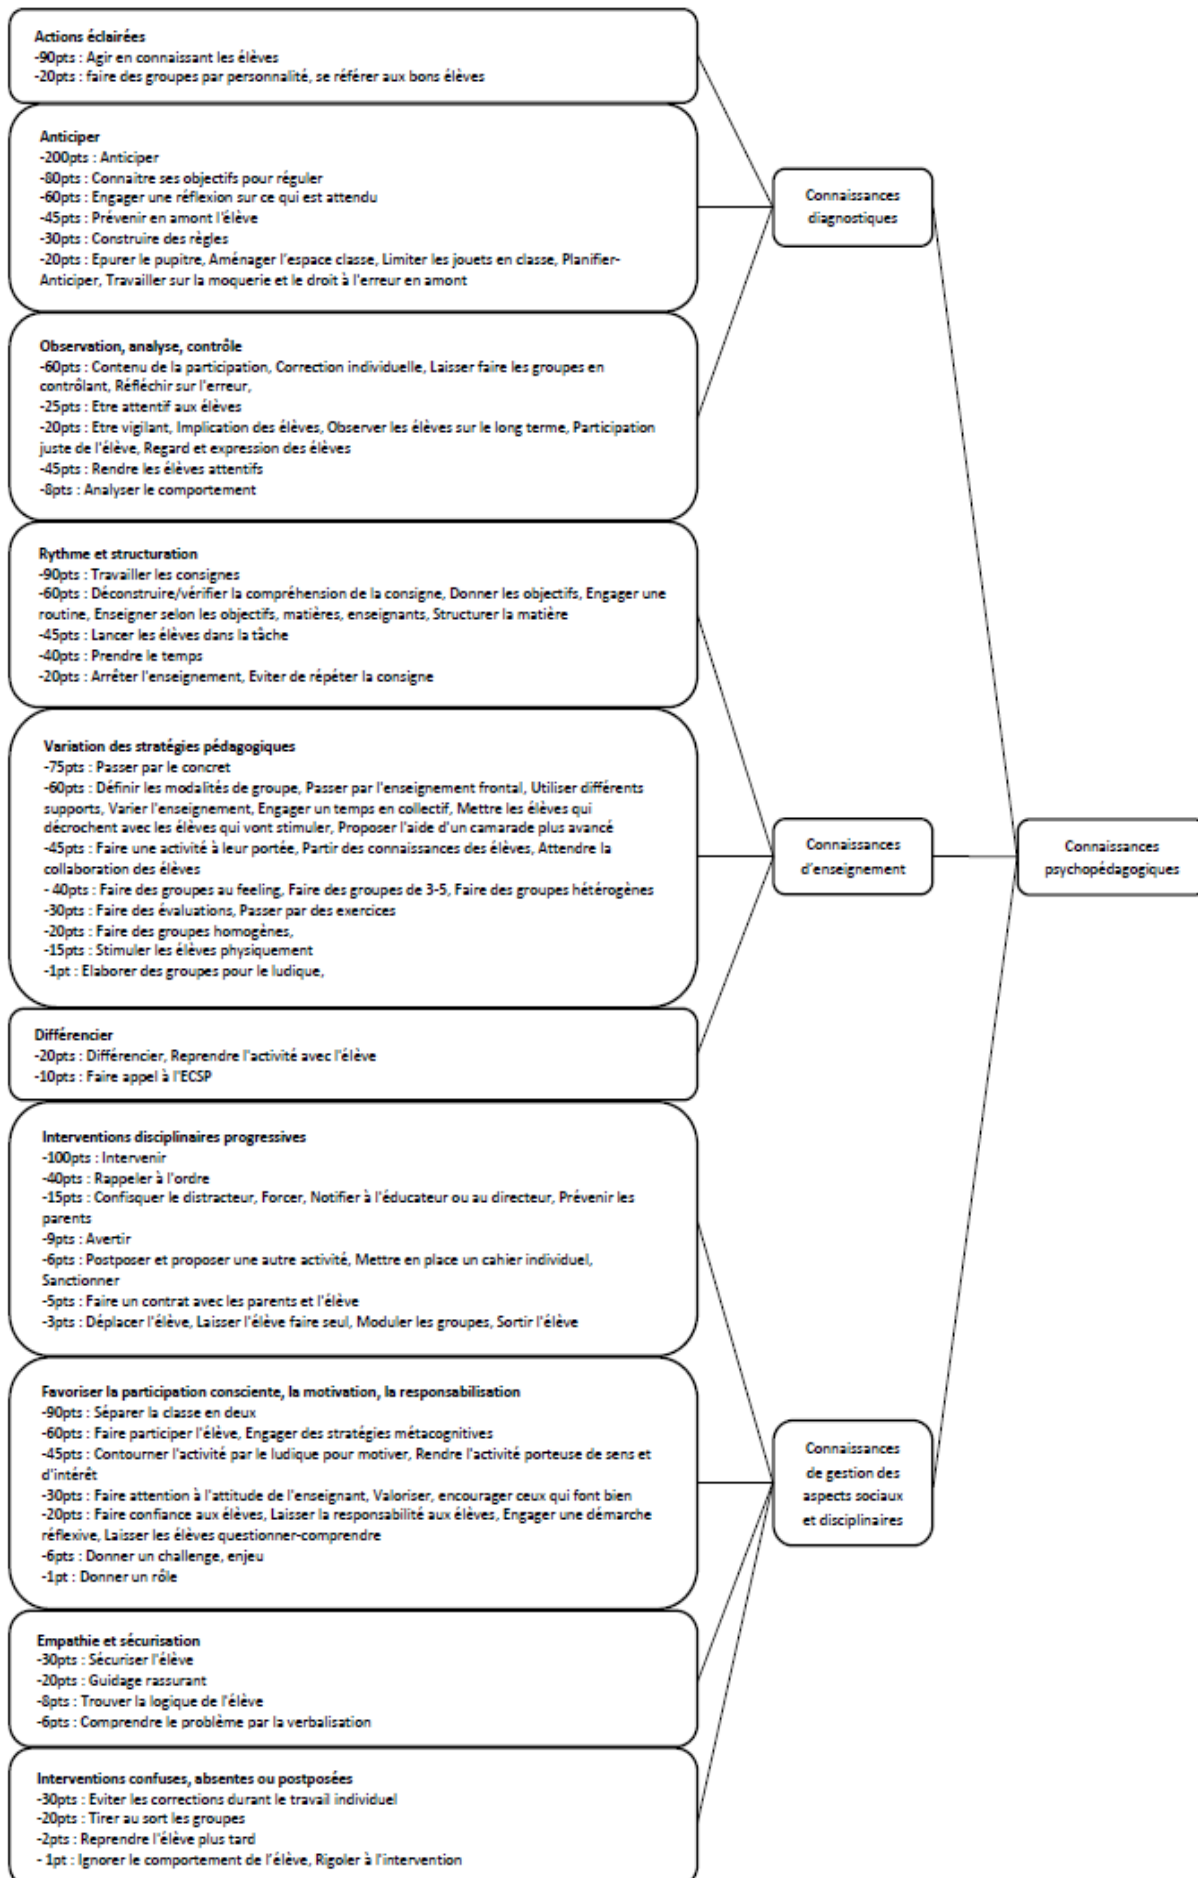 Actions éclairées
-90pts : Agir en connaissant les élèves
-20pts : faire des groupes par personnalité, se référer aux bons élèves
Anticiper
-200pts : Anticiper
-80pts : Connaitre ses objectifs pour réguler
-60pts : Engager une réflexion sur ce qui est attendu
-45pts : Prévenir en amont l'élève
-30pts : Construire des règles
-20pts : Epurer le pupitre, Aménager l'espace classe, Limiter les jouets en classe, Planifier-
Anticiper, Travailler sur la moquerie et le droit à l'erreur en amont
Connaissances
diagnostiques
Observation, analyse, contrôle
-60pts : Contenu de la participation, Correction individuelle, Laisser faire les groupes en
contrôlant, Réfléchir sur l'erreur,
-25pts : Etre attentif aux élèves
-20pts : Etre vigilant, Implication des élèves, Observer les élèves sur le long terme, Participation
juste de l'élève, Regard et expression des élèves
-45pts : Rendre les élèves attentifs
-8pts : Analyser le comportement
Rythme et structuration
-90pts : Travailler les consignes
-60pts : Déconstruire/vérifier la compréhension de la consigne, Donner les objectifs, Engager une
routine, Enseigner selon les objectifs, matières, enseignants, Structurer la matière
-45pts : Lancer les élèves dans la tâche
-40pts : Prendre le temps
-20pts : Arrêter l'enseignement, Eviter de répéter la consigne
Variation des stratégies pédagogiques
-75pts : Passer par le concret
-60pts : Définir les modalités de groupe, Passer par l'enseignement frontal, Utiliser différents
supports, Varier l'enseignement, Engager un temps en collectif, Mettre les élèves qui
décrochent avec les élèves qui vont stimuler, Proposer l'aide d'un camarade plus avancé
-45pts : Faire une activité à leur portée, Partir des connaissances des élèves, Attendre la
collaboration des élèves
- 40pts : Faire des groupes au feeling, Faire des groupes de 3-5, Faire des groupes hétérogènes
-30pts : Faire des évaluations, Passer par des exercices
-20pts : Faire des groupes homogènes,
-15pts : Stimuler les élèves physiquement
-1pt : Elaborer des groupes pour le ludique,
Connaissances
d'enseignement
Connaissances
psychopédagogiques
Différencier
-20pts : Différencier, Reprendre l'activité avec l'élève
-10pts : Faire appel à l'ECSP
Interventions disciplinaires progressives
-100pts : Intervenir
-40pts : Rappeler à l'ordre
-15pts : Confisquer le distracteur, Forcer, Notifier à l'éducateur ou au directeur, Prévenir les
parents
-9pts : Avertir
-6pts : Postposer et proposer une autre activité, Mettre en place un cahier individuel,
Sanctionner
-5pts : Faire un contrat avec les parents et l'élève
-3pts : Déplacer l'élève, Laisser l'élève faire seul, Moduler les groupes, Sortir l'élève
Favoriser la participation consciente, la motivation, la responsabilisation
-90pts : Séparer la classe en deux
-60pts : Faire participer l'élève, Engager des stratégies métacognitives
-45pts : Contourner l'activité par le ludique pour motiver, Rendre l'activité porteuse de sens et
d'intérêt
-30pts : Faire attention à l'attitude de l'enseignant, Valoriser, encourager ceux qui font bien
-20pts : Faire confiance aux élèves, Laisser la responsabilité aux élèves, Engager une démarche
réflexive, Laisser les élèves questionner-comprendre
-6pts : Donner un challenge, enjeu
-1pt : Donner un rôle
Connaissances
de gestion des
aspects sociaux
et disciplinaires
Empathie et sécurisation
-30pts : Sécuriser l'élève
-20pts : Guidage rassurant
-8pts : Trouver la logique de l'élève
-6pts : Comprendre le problème par la verbalisation
Interventions confuses, absentes ou postposées
-30pts : Eviter les corrections durant le travail individuel
-20pts : Tirer au sort les groupes
-2pts : Reprendre l'élève plus tard
- 1pt : Ignorer le comportement de l'élève, Rigoler à l'intervention